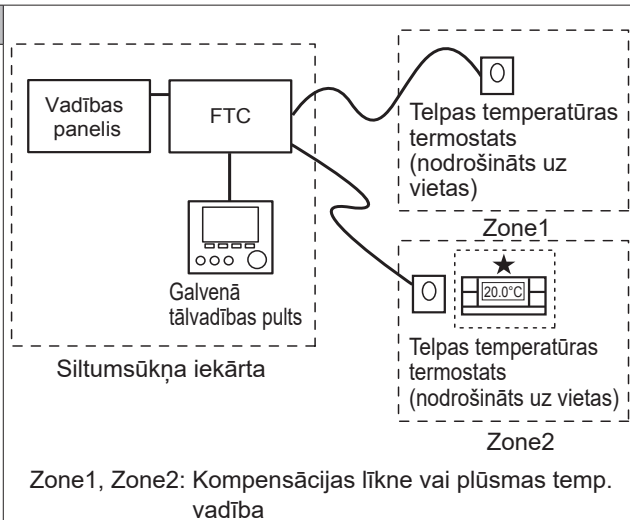 Vadības
panelis
FTC
Galvenā
tālvadības pults
Siltumsūkņa iekārta
Telpas temperatūras
termostats
(nodrošināts uz
vietas)
Zone1
★
20.0°C
Telpas temperatūras
termostats
(nodrošināts uz vietas)
Zone2
Zone1, Zone2: Kompensācijas līkne vai plūsmas temp.
vadība